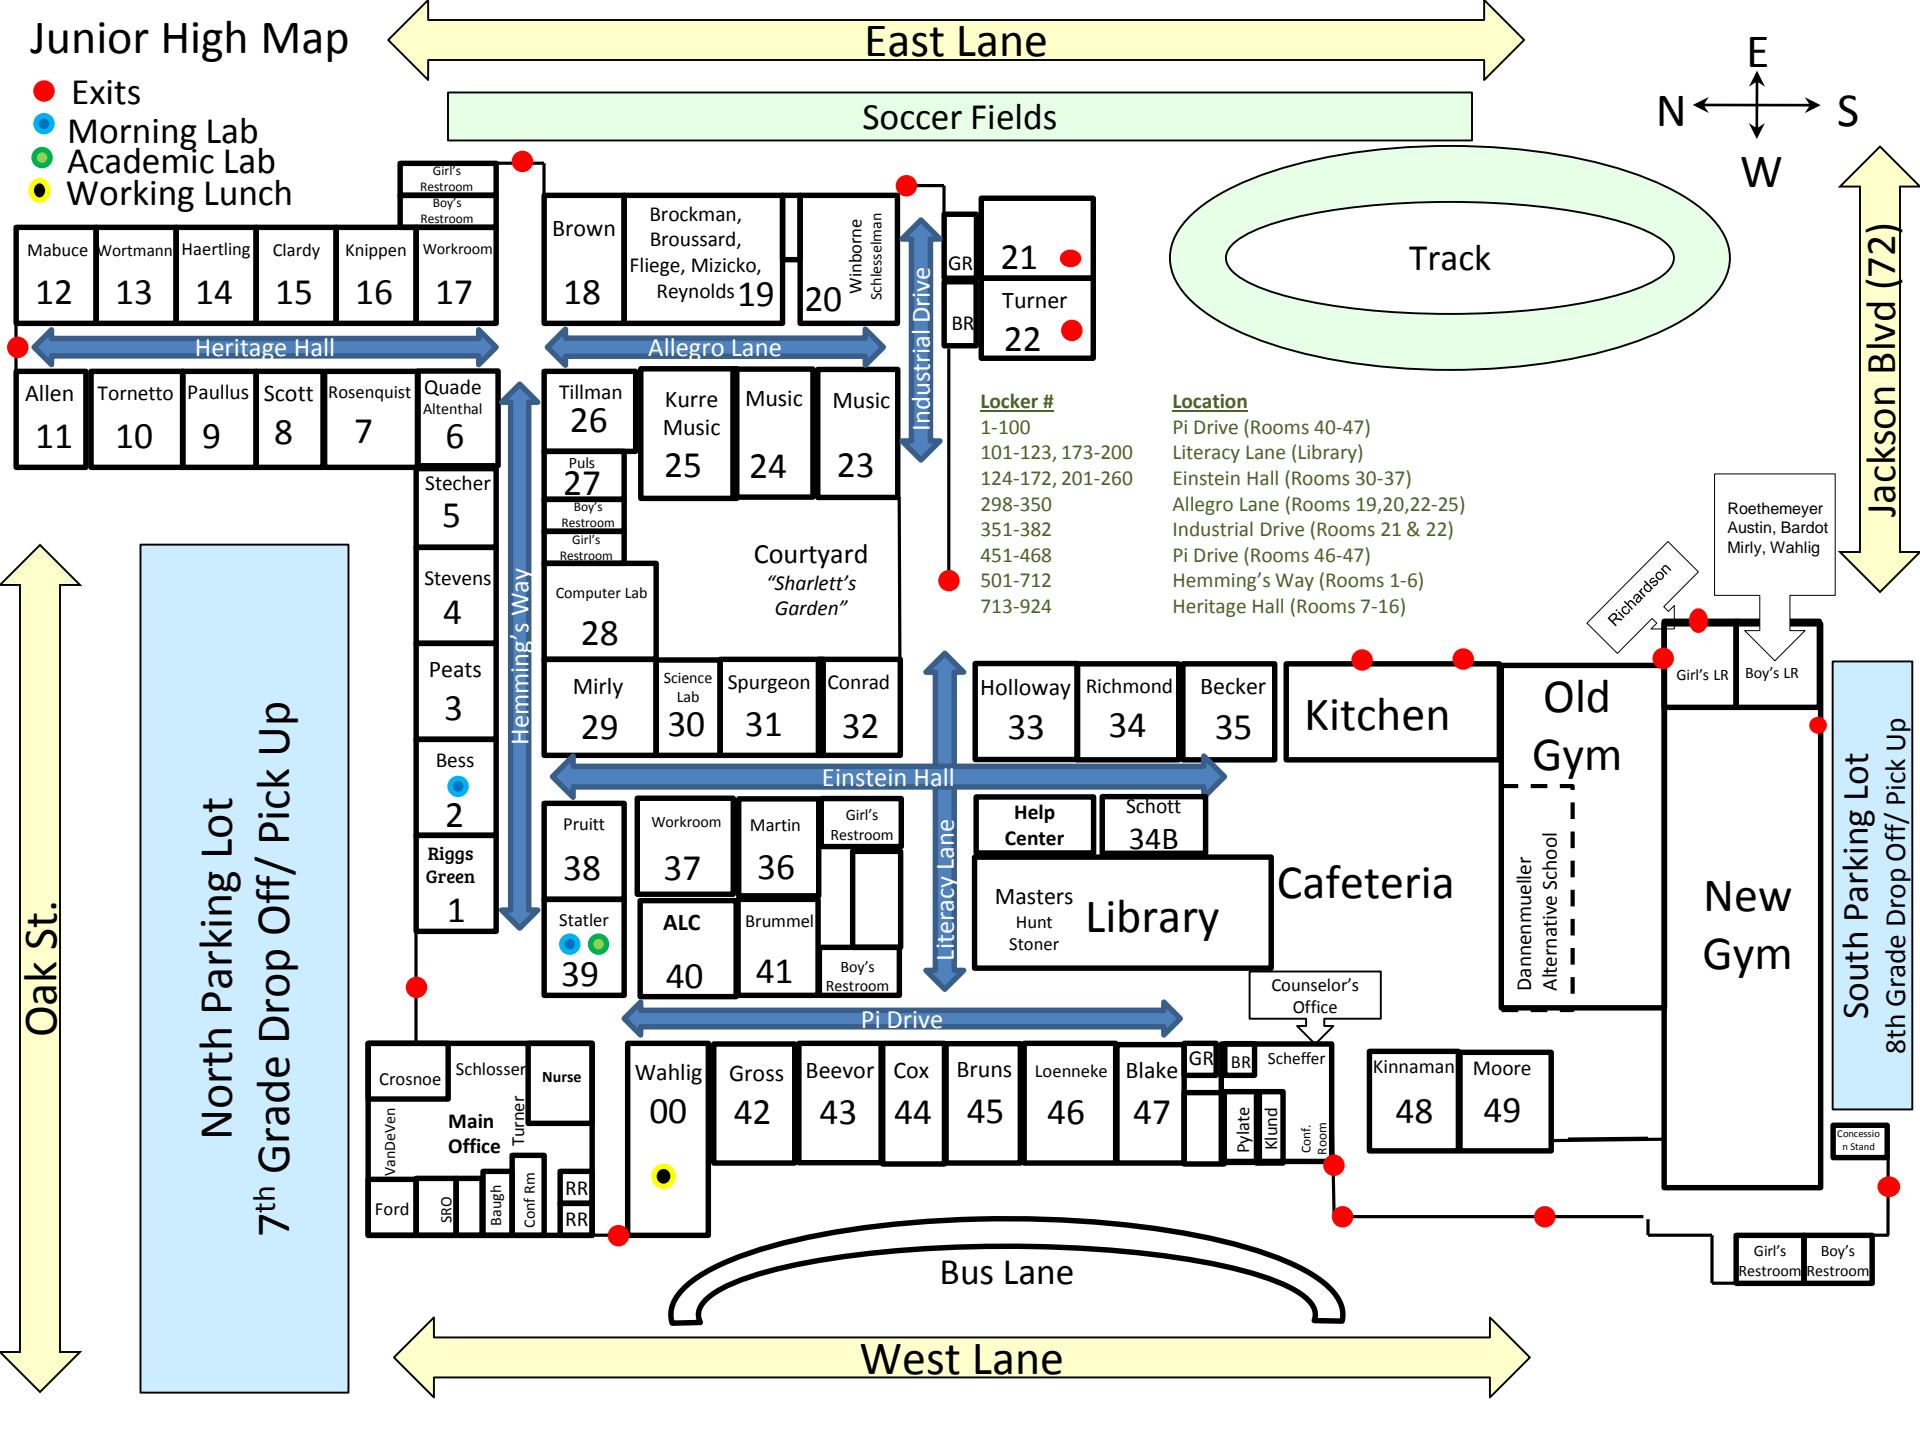 Junior High Map
Exits
Morning Lab
Academic Lab
Working Lunch
East Lane
Soccer Fields
E
N
S
W
Track
Jackson Blvd (72)
Girl's
Restroom
Boy's
Restroom
Mabuce
12
Wortmann
13
Haertling
14
Clardy
15
Knippen
16
Workroom
17
Brown
18
Brockman,
Broussard,
Fliege, Mizicko,
Reynolds 19
20
Winborne
Schlesselman
Industrial Drive
GR
BR
21
Turner
22
Heritage Hall
Allegro Lane
Allen
11
Tornetto
10
Paullus
9
Scott
8
Rosenquist
7
Quade
Altenthal
6
Tillman
26
Kurre
Music
25
Music
24
Music
23
Puls
27
Boy's
Restroom
Girl's
Restroom
Computer Lab
28
Courtyard
"Sharlett's
Garden"
Hemming's Way
Stecher
5
Stevens
4
Peats
3
Bess
2
Riggs
Green
1
Locker # Location
1-100 Pi Drive (Rooms 40-47)
101-123, 173-200 Literacy Lane (Library)
124-172, 201-260 Einstein Hall (Rooms 30-37)
298-350 Allegro Lane (Rooms 19,20,22-25)
351-382 Industrial Drive (Rooms 21 & 22)
451-468 Pi Drive (Rooms 46-47)
501-712 Hemming's Way (Rooms 1-6)
713-924 Heritage Hall (Rooms 7-16)
Roethemeyer
Austin, Bardot
Mirly, Wahlig
Richardson
Girl's LR
Boy's LR
Mirly
29
Science
Lab
30
Spurgeon
31
Conrad
32
Holloway
33
Richmond
34
Becker
35
Kitchen
Old
Gym
Einstein Hall
Literacy Lane
Pruitt
38
Workroom
37
Martin
36
Girl's
Restroom
Help
Center
Schott
34B
Statler
39
ALC
40
Brummel
41
Boy's
Restroom
Masters
Hunt
Stoner
Library
Cafeteria
Dannenmueller
Alternative School
New
Gym
South Parking Lot
8th Grade Drop Off/ Pick Up
Oak St.
North Parking Lot
7th Grade Drop Off/ Pick Up
Counselor's
Office
Pi Drive
Crosnoe
Schlosser
Nurse
VanDeVen
Main
Office
Turner
Ford
SRO
Baugh
Conf Rm
RR
RR
Wahlig
00
Gross
42
Beevor
43
Cox
44
Bruns
45
Loenneke
46
Blake
47
GR
BR
Scheffer
Pylate
Klund
Conf.
Room
Kinnaman
48
Moore
49
Concessio
n Stand
Girl's
Restroom
Boy's
Restroom
Bus Lane
West Lane